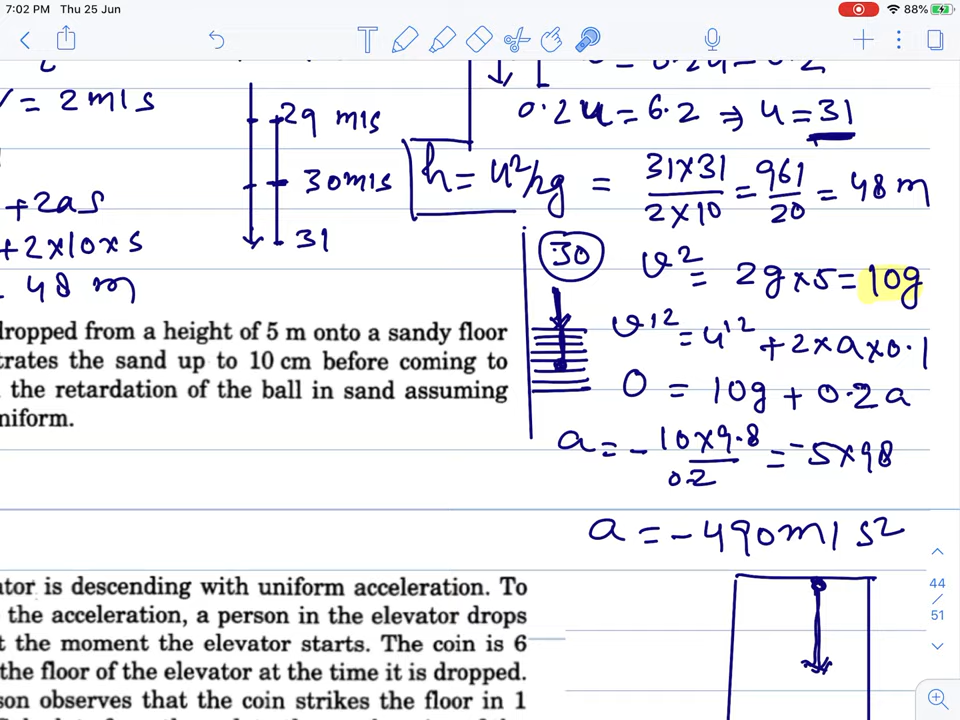 7:02 PM Thu 25 Jun
88%
V = 2 m/s
+ 2as
+ 2×10×s
48 m
29 m/s
30 m/s
31
0.2u = 6.2 ⇒ u = 31
h = u²/2g = 31×31/2×10 = 961/20 = 48 m
30
v² = 2g×5 = 10g
v'² = u'² + 2×a×0.1
0 = 10g + 0.2a
a = -10×9.8/0.2 = -5×98
a = -490 m/s²
dropped from a height of 5 m onto a sandy floor
trates the sand up to 10 cm before coming to
the retardation of the ball in sand assuming
niform.
ator is descending with uniform acceleration. To
the acceleration, a person in the elevator drops
t the moment the elevator starts. The coin is 6
the floor of the elevator at the time it is dropped.
son observes that the coin strikes the floor in 1
44
/
51